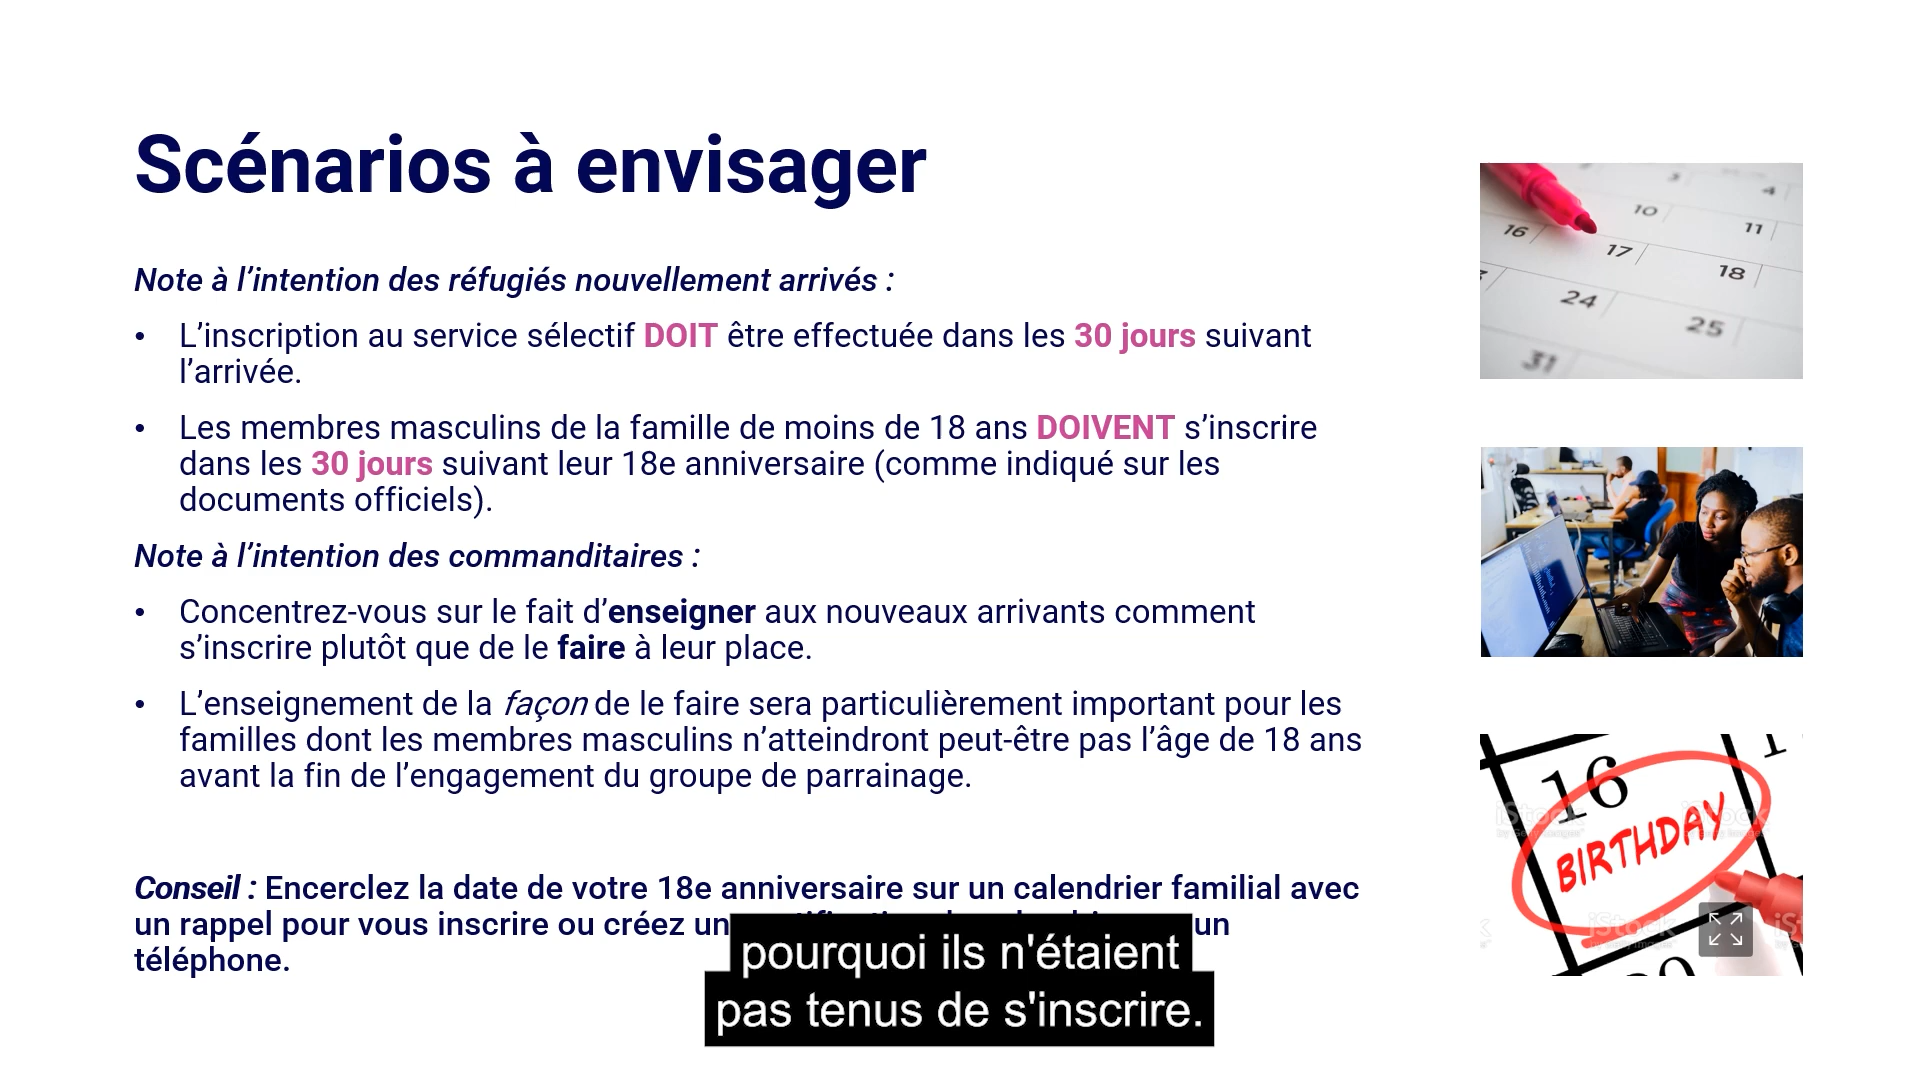 Scénarios à envisager
Note à l’intention des réfugiés nouvellement arrivés :
• L’inscription au service sélectif DOIT être effectuée dans les 30 jours suivant
l’arrivée.
• Les membres masculins de la famille de moins de 18 ans DOIVENT s’inscrire
dans les 30 jours suivant leur 18e anniversaire (comme indiqué sur les
documents officiels).
Note à l’intention des commanditaires :
• Concentrez-vous sur le fait d’enseigner aux nouveaux arrivants comment
s’inscrire plutôt que de le faire à leur place.
• L’enseignement de la façon de le faire sera particulièrement important pour les
familles dont les membres masculins n’atteindront peut-être pas l’âge de 18 ans
avant la fin de l’engagement du groupe de parrainage.
Conseil : Encerclez la date de votre 18e anniversaire sur un calendrier familial avec
un rappel pour vous inscrire ou créez un
un
téléphone.
pourquoi ils n'étaient
pas tenus de s'inscrire.
3 4
10 11
16 17 18
24 25
31
16
BIRTHDAY
iStock
iStock